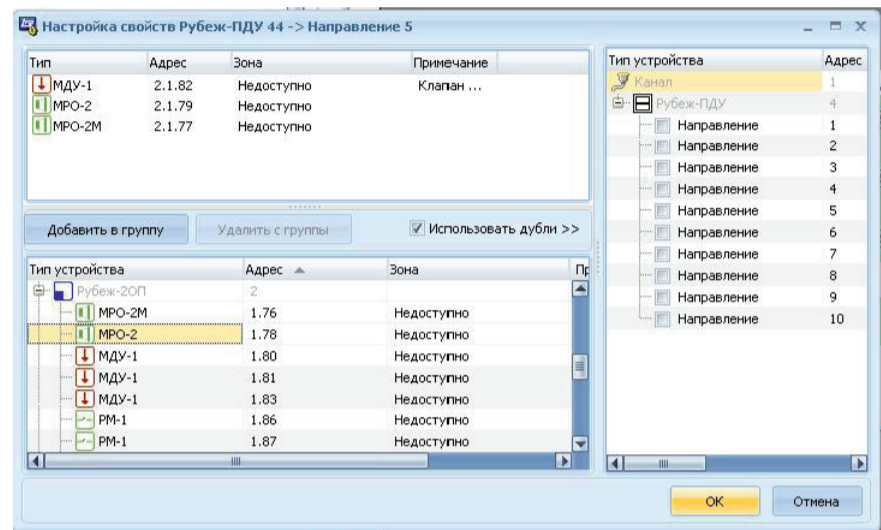 Настройка свойств Рубеж-ПДУ 44 -> Направление 5
Тип Адрес Зона Примечание
МДУ-1 2.1.82 Недоступно Клапан ...
МРО-2 2.1.79 Недоступно
МРО-2М 2.1.77 Недоступно
Добавить в группу Удалить с группы Использовать дубли >>
Тип устройства Адрес Зона Пр
Рубеж-2ОП 2
МРО-2М 1.76 Недоступно
МРО-2 1.78 Недоступно
МДУ-1 1.80 Недоступно
МДУ-1 1.81 Недоступно
МДУ-1 1.83 Недоступно
РМ-1 1.86 Недоступно
РМ-1 1.87 Недоступно
Тип устройства Адрес
Канал 1
Рубеж-ПДУ 4
Направление 1
Направление 2
Направление 3
Направление 4
Направление 5
Направление 6
Направление 7
Направление 8
Направление 9
Направление 10
ОК Отмена